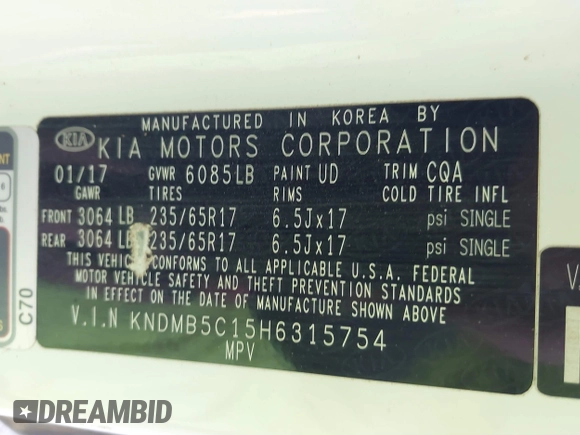 MANUFACTURED IN KOREA BY
KIA KIA MOTORS CORPORATION
01/17 GVWR 6085LB PAINT UD TRIM CQA
GAWR TIRES RIMS COLD TIRE INFL
FRONT 3064 LB 235/65R17 6.5Jx17 psi SINGLE
REAR 3064 LB 235/65R17 6.5Jx17 psi SINGLE
THIS VEHICLE CONFORMS TO ALL APPLICABLE U.S.A. FEDERAL
MOTOR VEHICLE SAFETY AND THEFT PREVENTION STANDARDS
IN EFFECT ON THE DATE OF MANUFACTURE SHOWN ABOVE
V.I.N KNDMB5C15H6315754
MPV
C70
DREAMBID